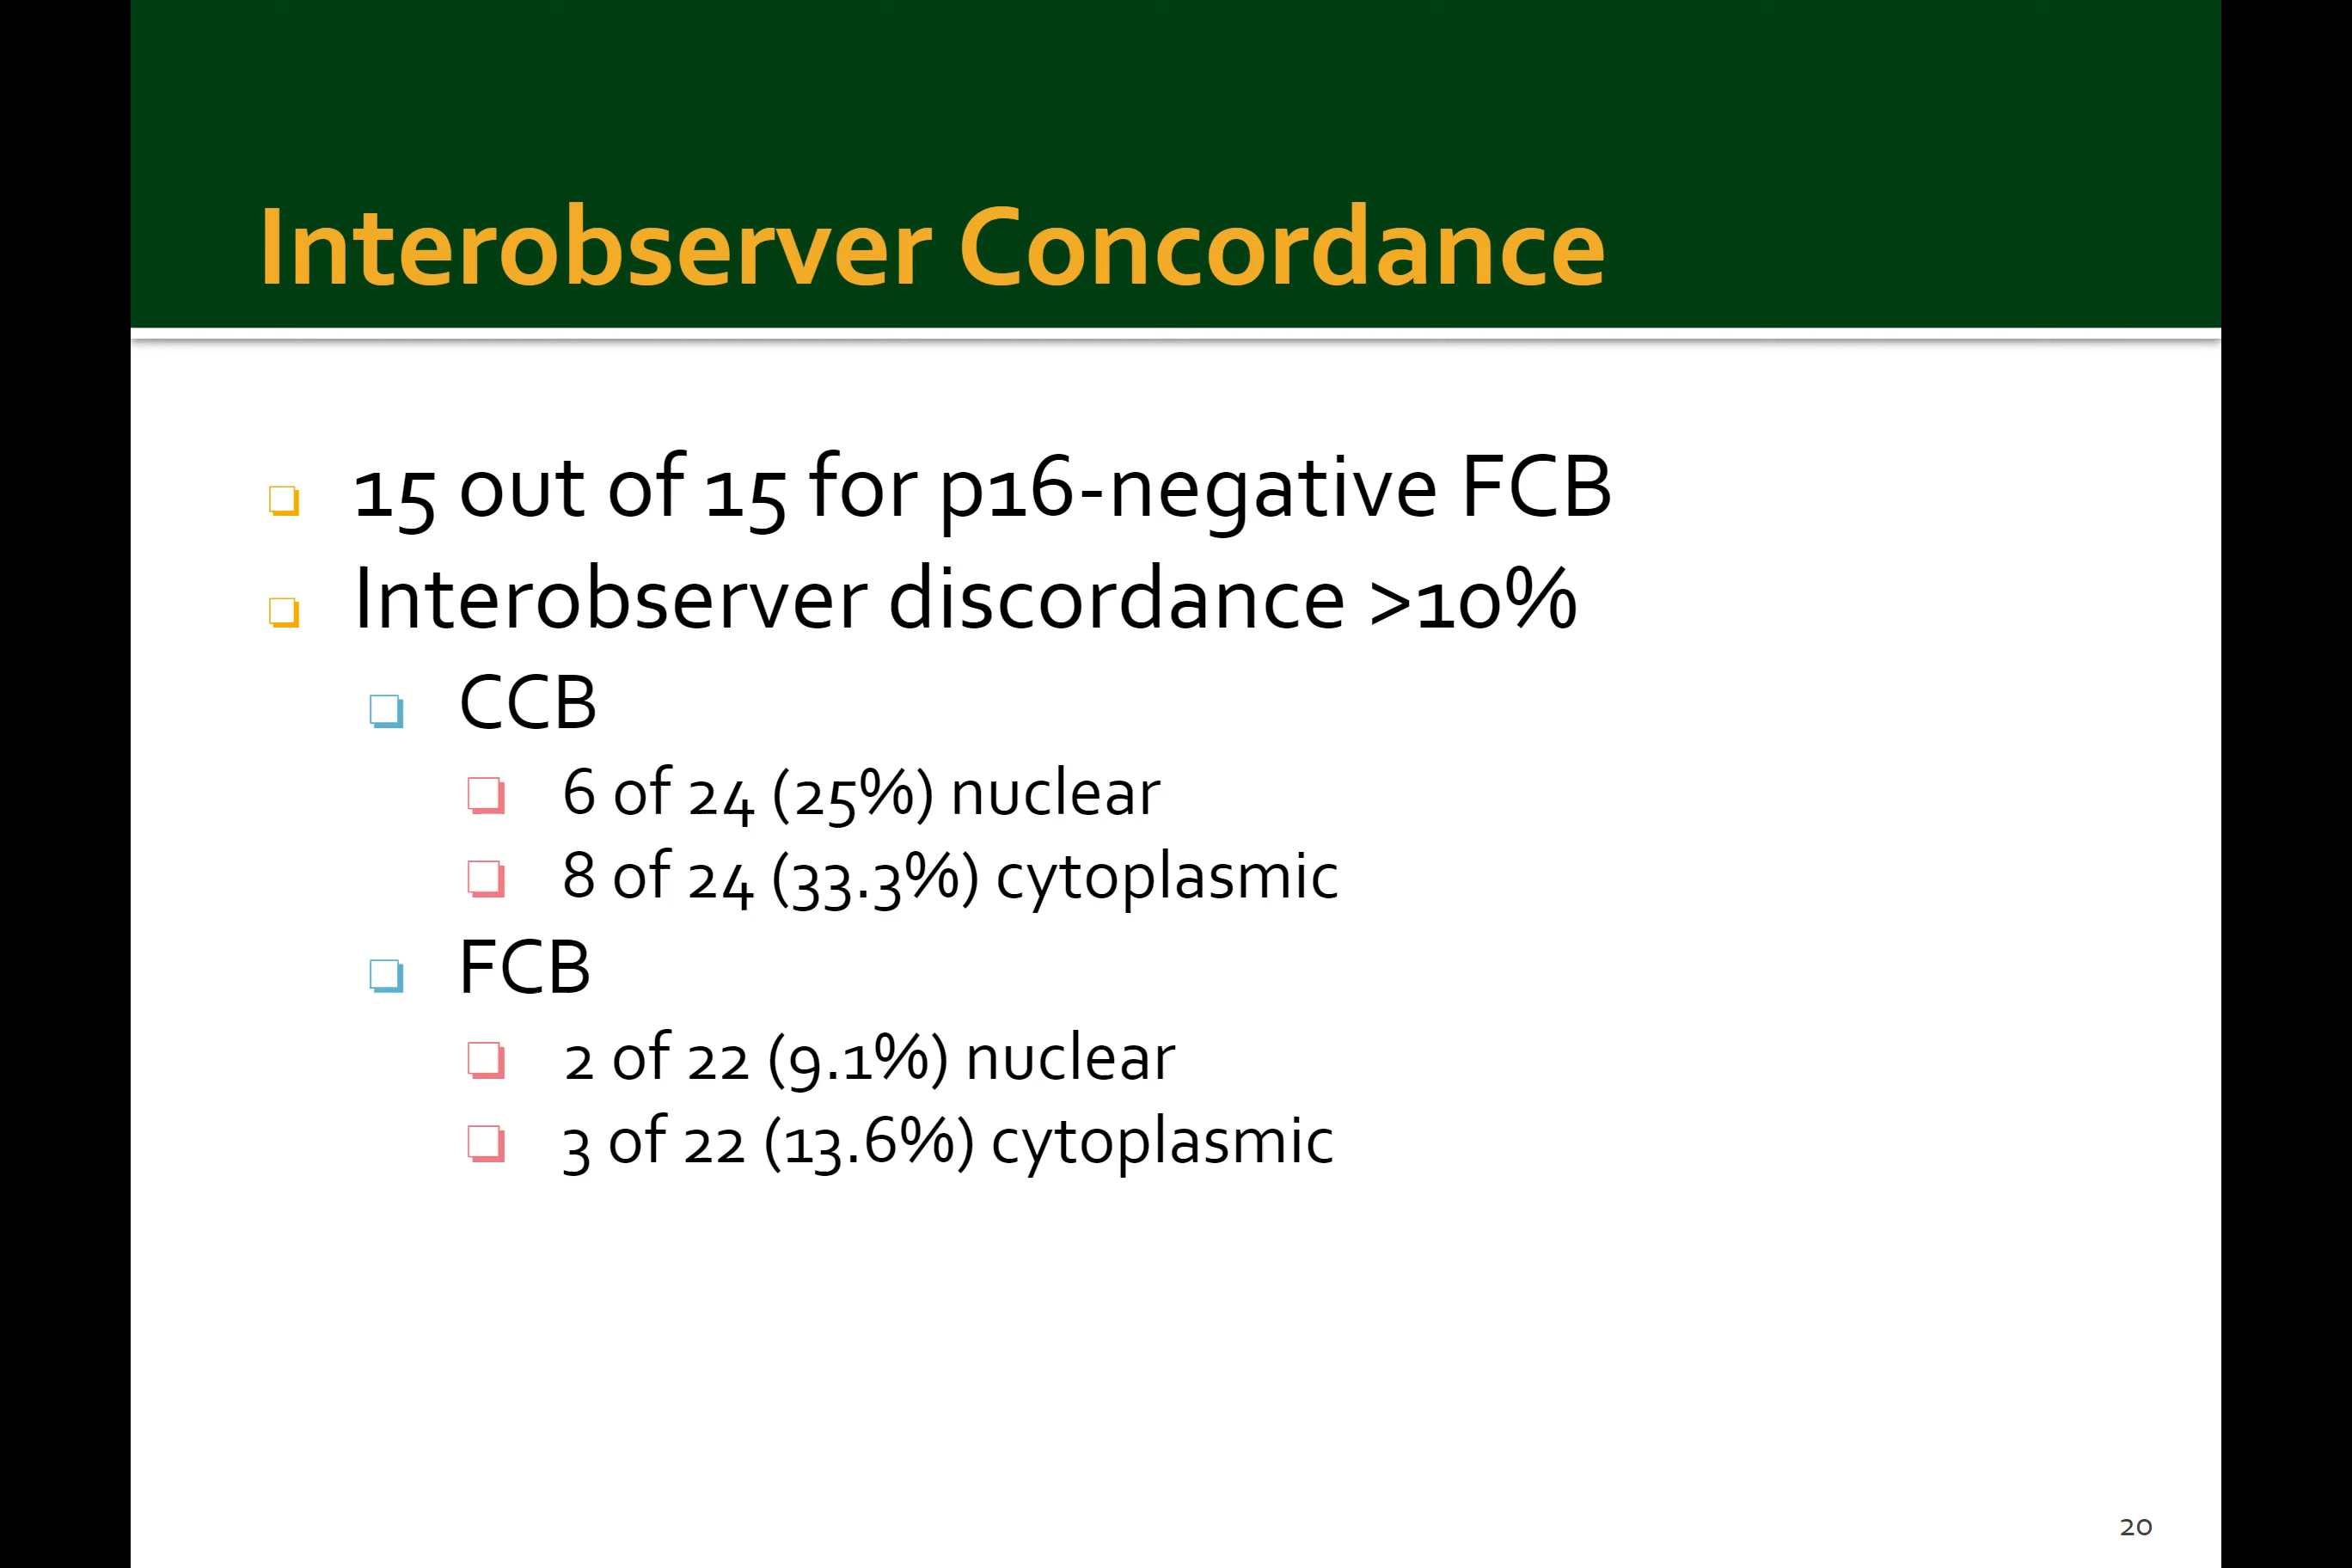 Interobserver Concordance
15 out of 15 for p16-negative FCB
Interobserver discordance >10%
CCB
6 of 24 (25%) nuclear
8 of 24 (33.3%) cytoplasmic
FCB
2 of 22 (9.1%) nuclear
3 of 22 (13.6%) cytoplasmic
20